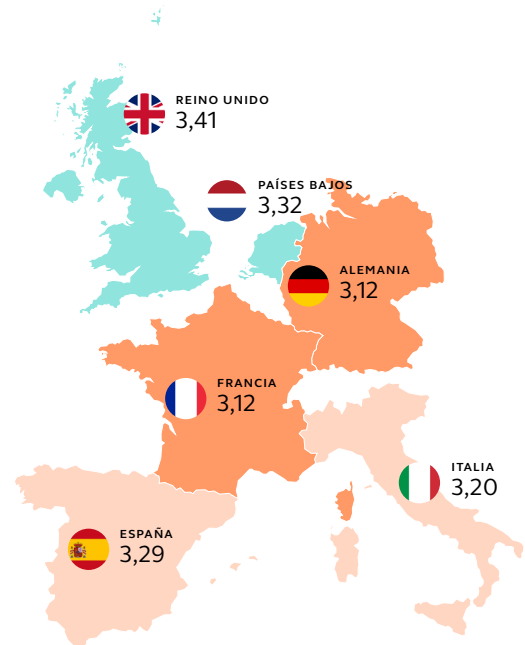 REINO UNIDO
3,41
PAÍSES BAJOS
3,32
ALEMANIA
3,12
FRANCIA
3,12
ITALIA
3,20
ESPAÑA
3,29